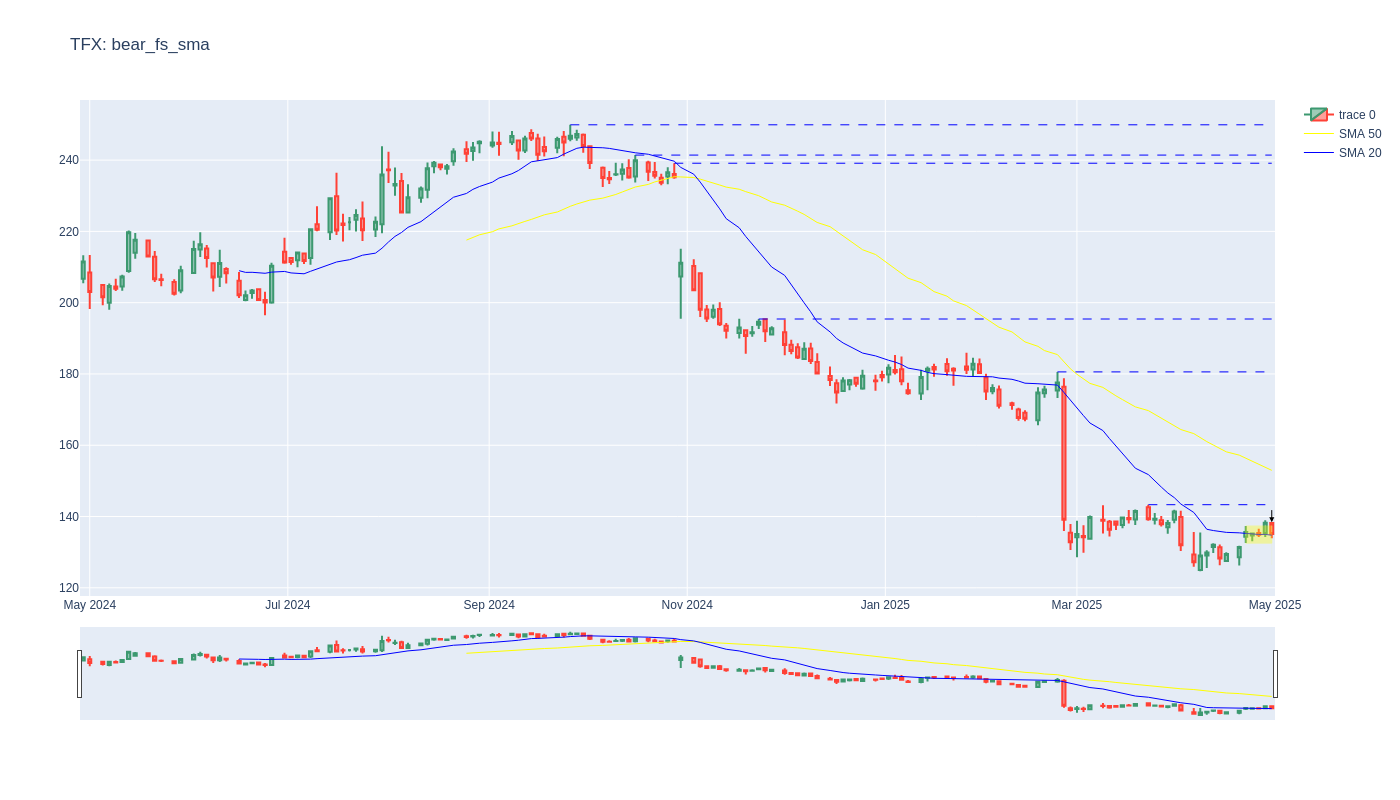 TFX: bear_fs_sma
trace 0
SMA 50
SMA 20
240
220
200
180
160
140
120
May 2024
Jul 2024
Sep 2024
Nov 2024
Jan 2025
Mar 2025
May 2025